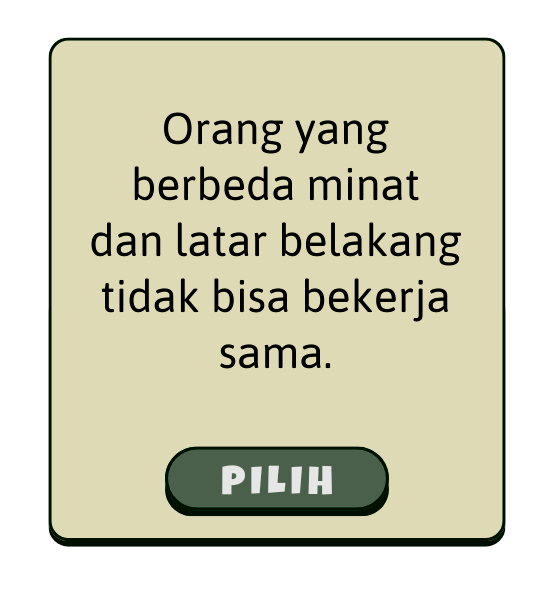 Orang yang
berbeda minat
dan latar belakang
tidak bisa bekerja
sama.
PILIH